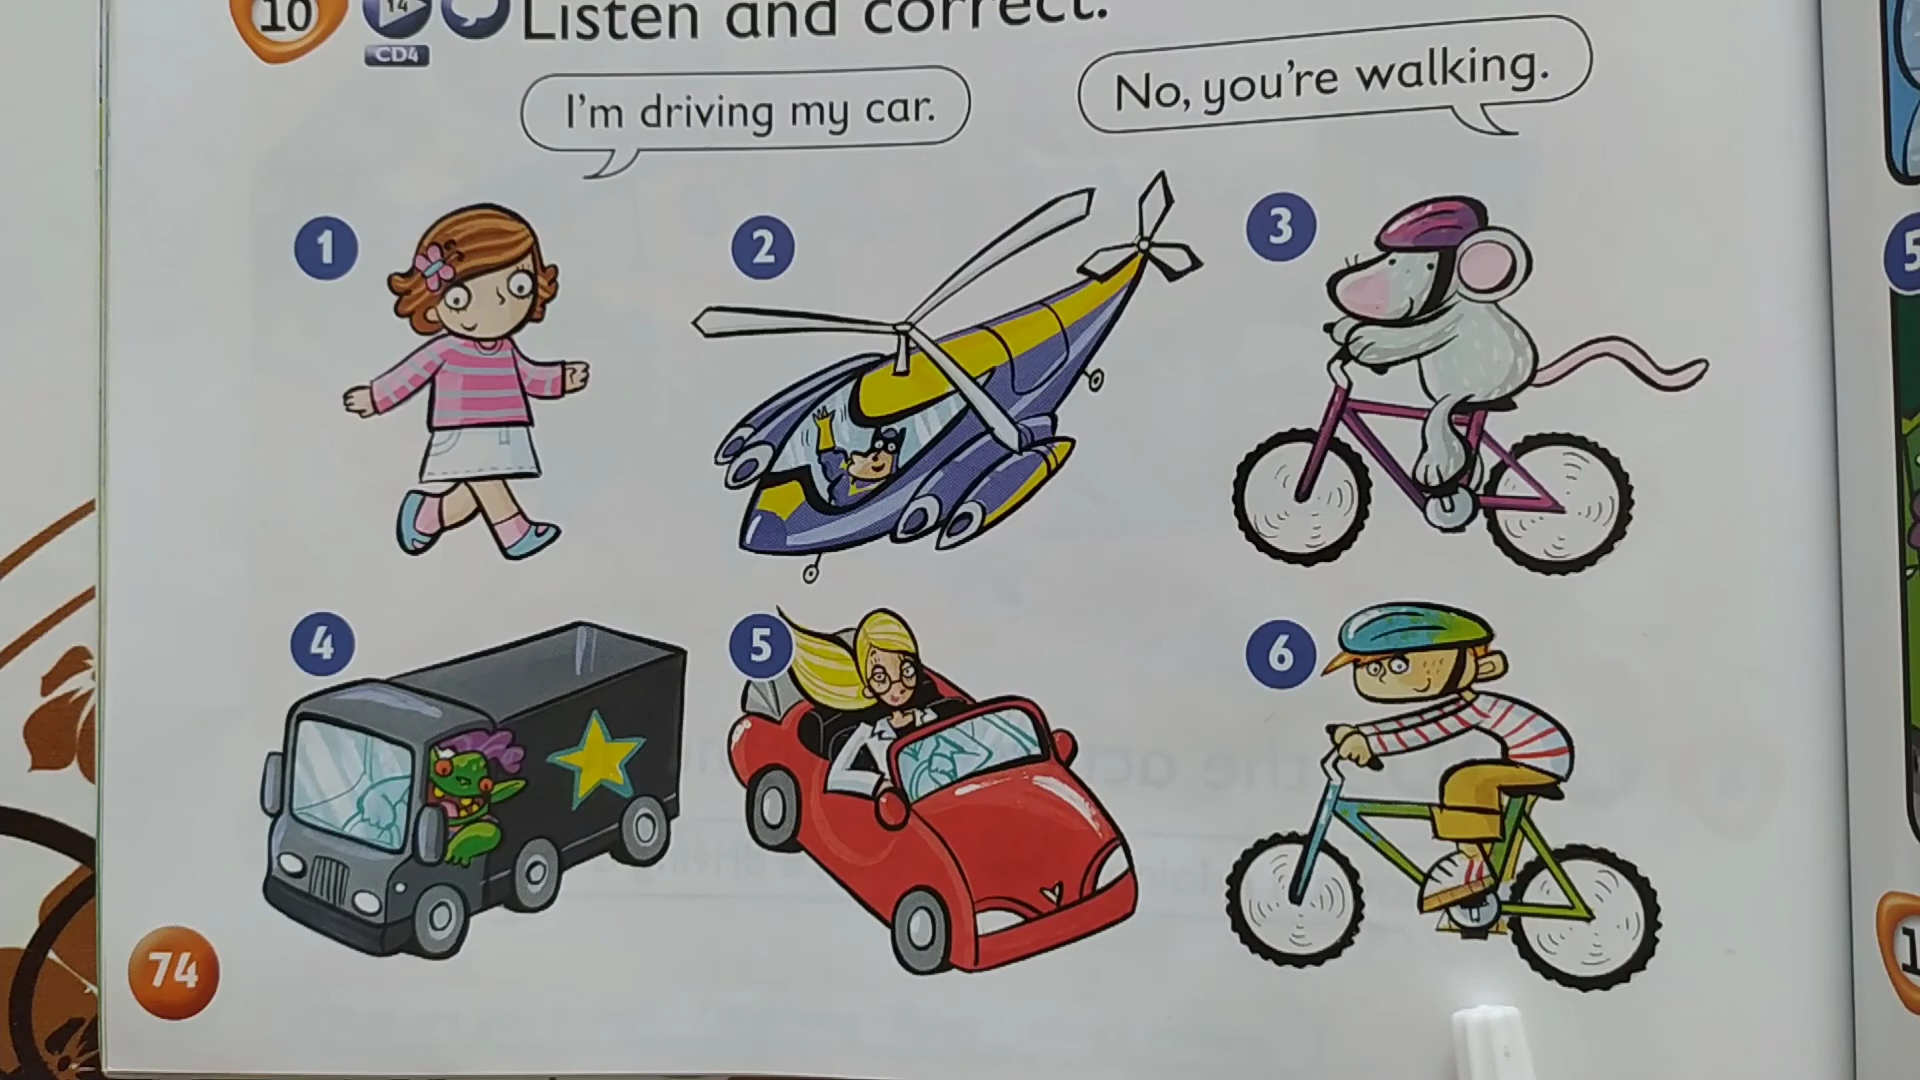 10 14 Listen and correct.
CD4
I'm driving my car.
No, you're walking.
1
2
3
4
5
6
74
5